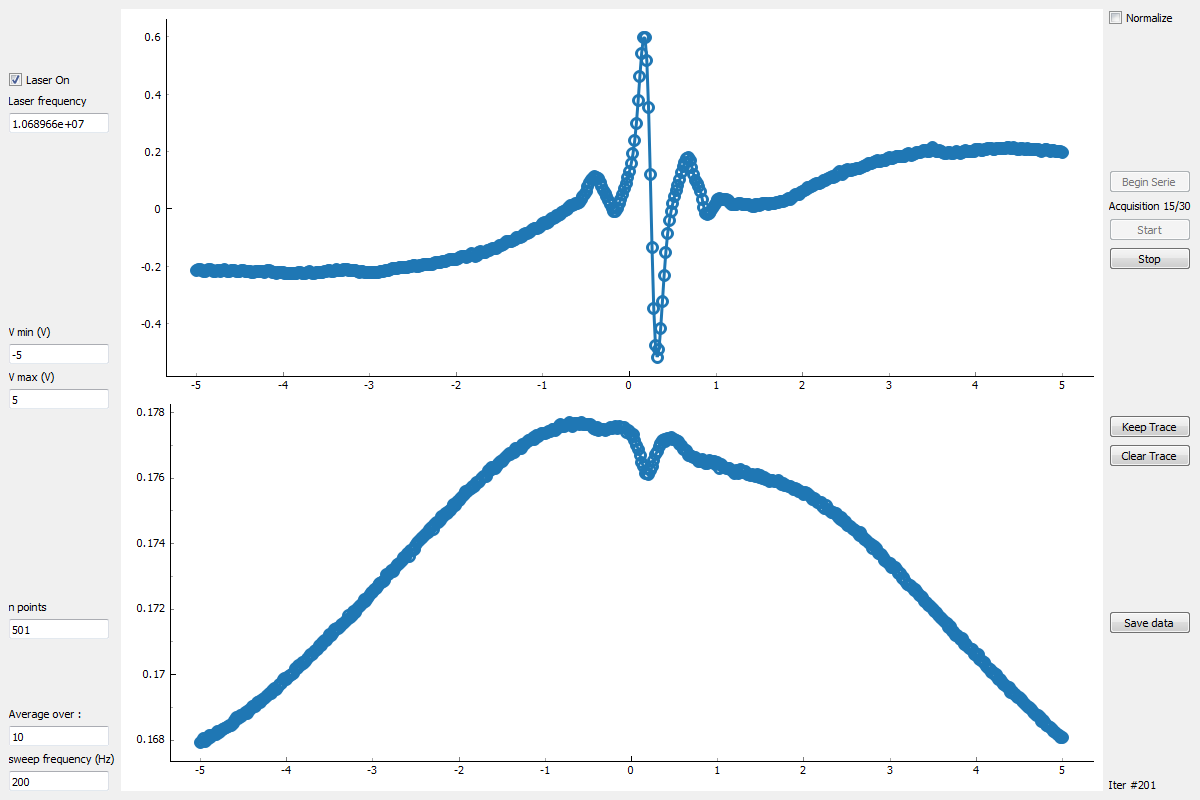 Normalize
Laser On
Laser frequency
1.068966e+07
V min (V)
-5
V max (V)
5
n points
501
Average over :
10
sweep frequency (Hz)
200
0.6
0.4
0.2
0
-0.2
-0.4
-5 -4 -3 -2 -1 0 1 2 3 4 5
0.178
0.176
0.174
0.172
0.17
0.168
-5 -4 -3 -2 -1 0 1 2 3 4 5
Begin Serie
Acquisition 15/30
Start
Stop
Keep Trace
Clear Trace
Save data
Iter #201